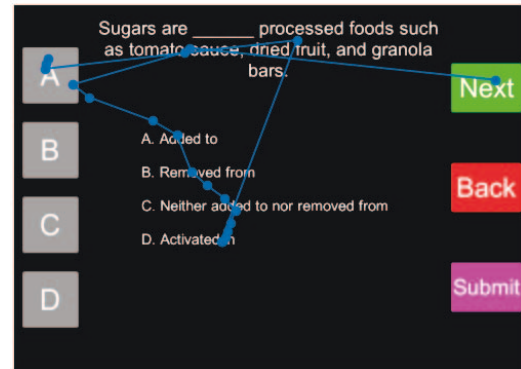 Sugars are ______ processed foods such
as tomato sauce, dried fruit, and granola
bars.
A
Next
A. Added to
B
B. Removed from
Back
C
C. Neither added to nor removed from
D. Activated in
D
Submit